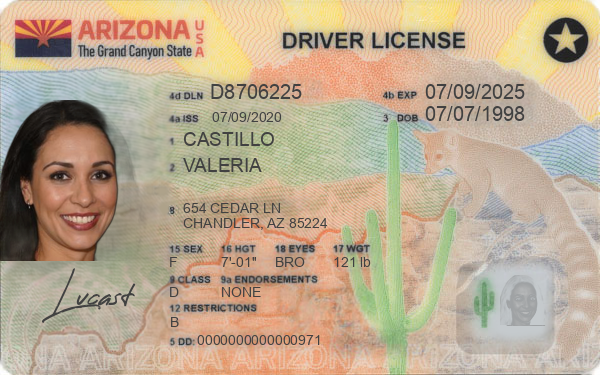 ARIZONA USA
The Grand Canyon State
DRIVER LICENSE
4d DLN D8706225
4b EXP 07/09/2025
4a ISS 07/09/2020
3 DOB 07/07/1998
1 CASTILLO
2 VALERIA
8 654 CEDAR LN
CHANDLER, AZ 85224
15 SEX 16 HGT 18 EYES 17 WGT
F 7'-01" BRO 121 lb
9 CLASS 9a ENDORSEMENTS
D NONE
12 RESTRICTIONS
B
5 DD: 0000000000000971
Lucast
ARIZONA ARIZONA ARIZONA ARIZONA